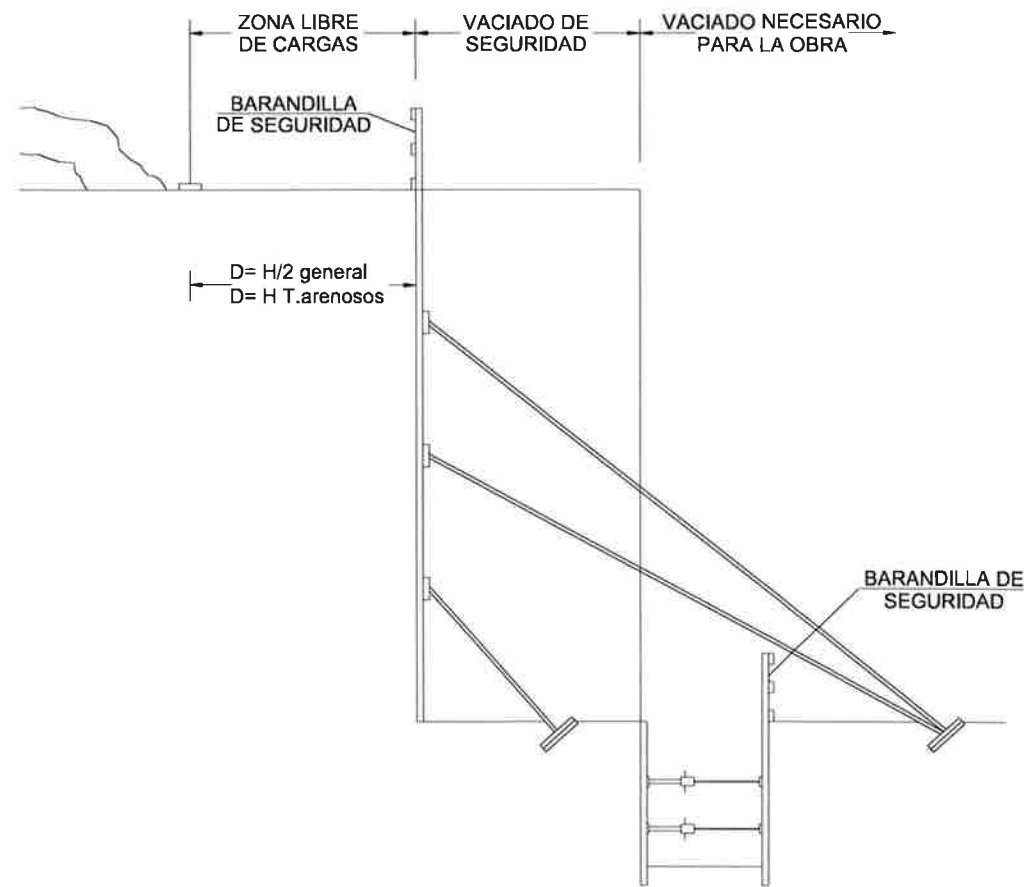 ZONA LIBRE
DE CARGAS
VACIADO DE
SEGURIDAD
VACIADO NECESARIO
PARA LA OBRA
BARANDILLA
DE SEGURIDAD
D= H/2 general
D= H T.arenosos
BARANDILLA DE
SEGURIDAD